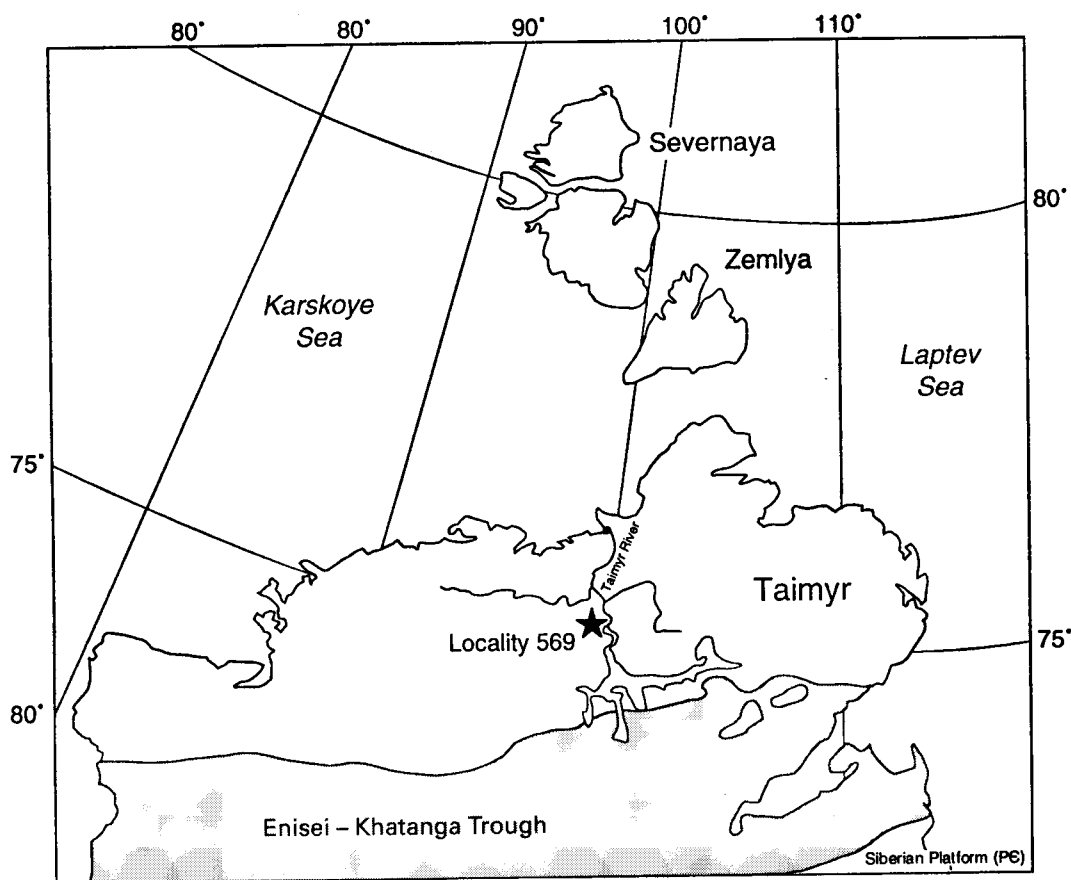 80°
80°
90°
100°
110°
Severnaya
80°
Zemlya
Karskoye
Sea
Laptev
Sea
75°
Taimyr River
Taimyr
Locality 569
75°
80°
Enisei – Khatanga Trough
Siberian Platform (PЄ)